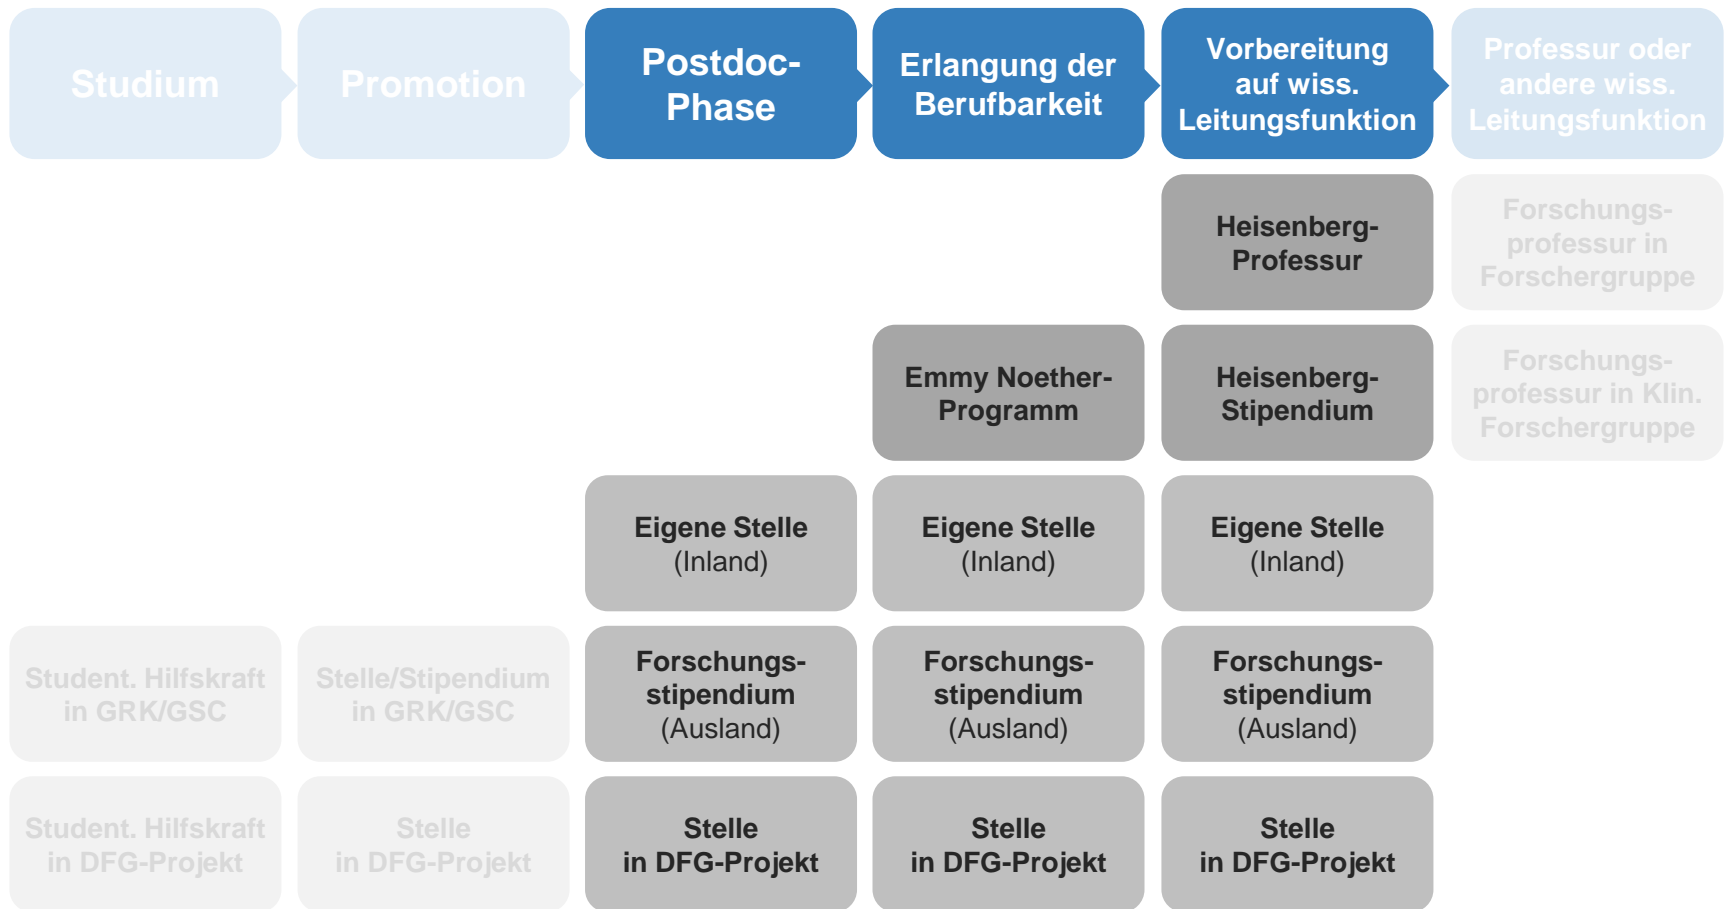 Studium
Promotion
Postdoc-
Phase
Erlangung der
Berufbarkeit
Vorbereitung
auf wiss.
Leitungsfunktion
Professur oder
andere wiss.
Leitungsfunktion
Heisenberg-
Professur
Forschungs-
professur in
Forschergruppe
Emmy Noether-
Programm
Heisenberg-
Stipendium
Forschungs-
professur in Klin.
Forschergruppe
Eigene Stelle
(Inland)
Eigene Stelle
(Inland)
Eigene Stelle
(Inland)
Student. Hilfskraft
in GRK/GSC
Stelle/Stipendium
in GRK/GSC
Forschungs-
stipendium
(Ausland)
Forschungs-
stipendium
(Ausland)
Forschungs-
stipendium
(Ausland)
Student. Hilfskraft
in DFG-Projekt
Stelle
in DFG-Projekt
Stelle
in DFG-Projekt
Stelle
in DFG-Projekt
Stelle
in DFG-Projekt